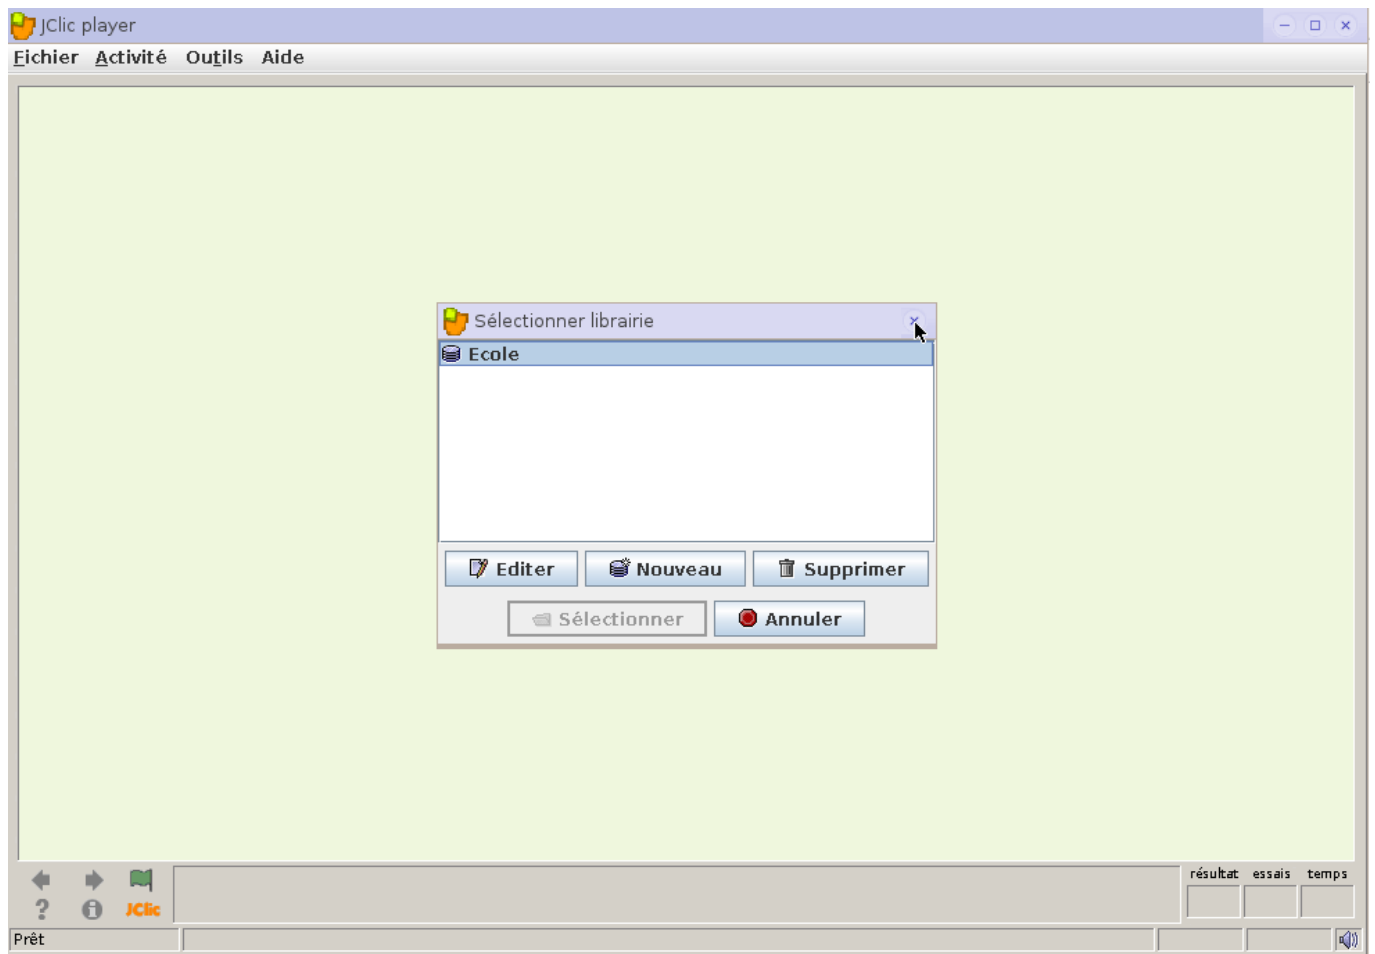 JClic player
Fichier Activité Outils Aide
Sélectionner librairie
Ecole
Editer Nouveau Supprimer
Sélectionner Annuler
résultat essais temps
JClic
Prêt